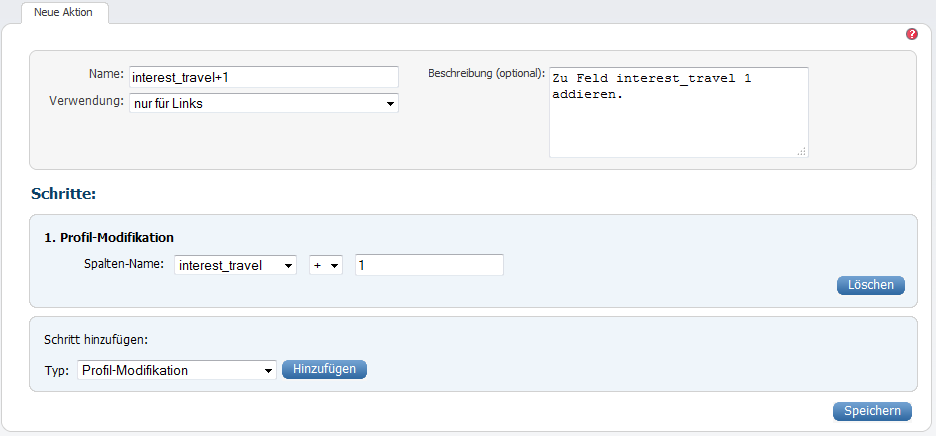 Neue Aktion
?
Name: interest_travel+1
Beschreibung (optional): Zu Feld interest_travel 1
addieren.
Verwendung: nur für Links
Schritte:
1. Profil-Modifikation
Spalten-Name: interest_travel + 1
Löschen
Schritt hinzufügen:
Typ: Profil-Modifikation Hinzufügen
Speichern